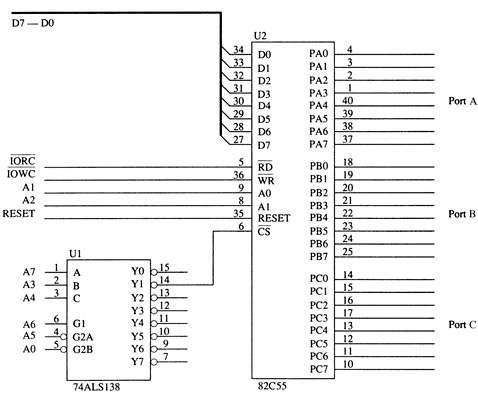 D7 — D0
U2
34 D0 PA0 4
33 D1 PA1 3
32 D2 PA2 2
31 D3 PA3 1
30 D4 PA4 40 Port A
29 D5 PA5 39
28 D6 PA6 38
27 D7 PA7 37
IORC 5 RD PB0 18
IOWC 36 WR PB1 19
A1 9 A0 PB2 20
A2 8 A1 PB3 21
RESET 35 RESET PB4 22 Port B
6 CS PB5 23
PB6 24
PB7 25
U1
A7 1 A Y0 15
A3 2 B Y1 14
A4 3 C Y2 13
Y3 12
A6 6 G1 Y4 11
A5 4 G2A Y5 10
A0 5 G2B Y6 9
Y7 7
74ALS138
PC0 14
PC1 15
PC2 16
PC3 17
PC4 13 Port C
PC5 12
PC6 11
PC7 10
82C55